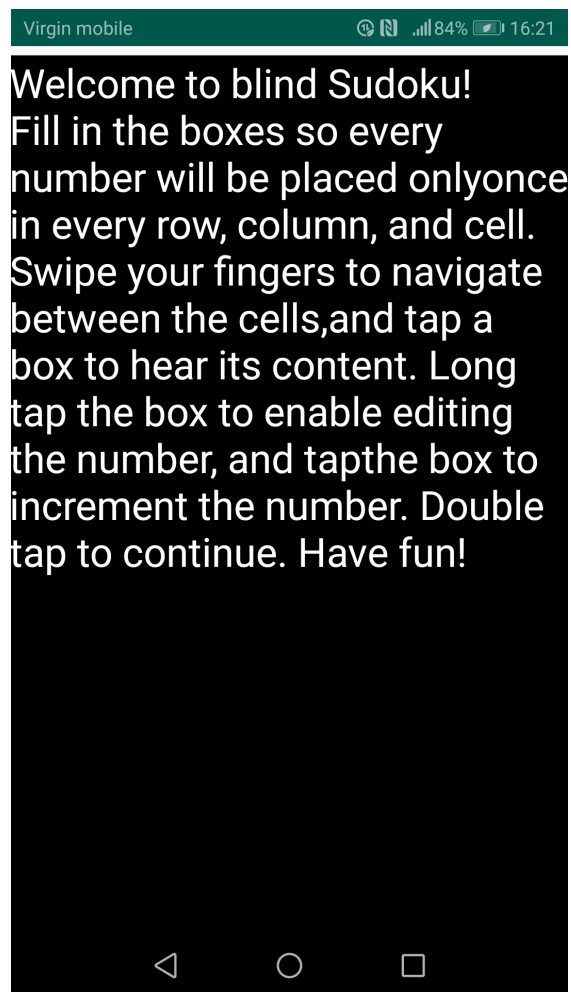 Virgin mobile 84% 16:21
Welcome to blind Sudoku!
Fill in the boxes so every
number will be placed onlyonce
in every row, column, and cell.
Swipe your fingers to navigate
between the cells,and tap a
box to hear its content. Long
tap the box to enable editing
the number, and tapthe box to
increment the number. Double
tap to continue. Have fun!